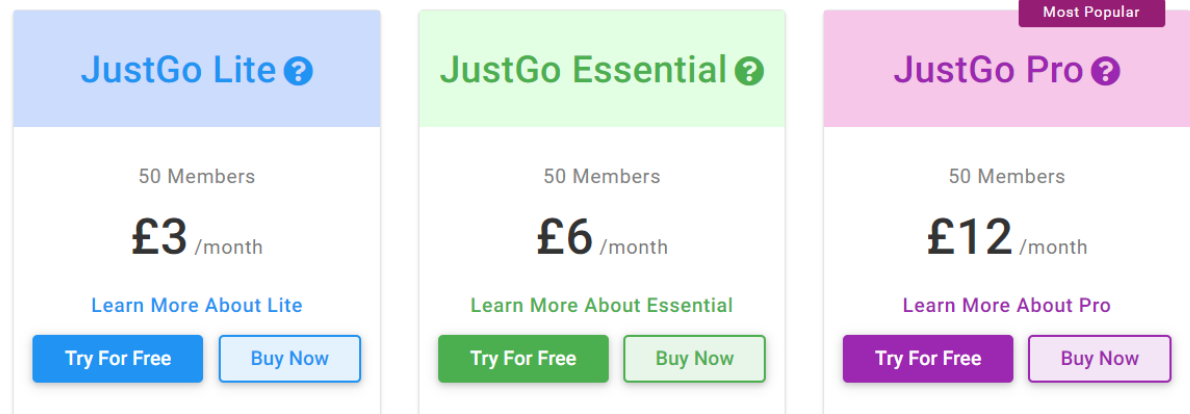 Most Popular
JustGo Lite ?
JustGo Essential ?
JustGo Pro ?
50 Members
50 Members
50 Members
£3 /month
£6 /month
£12 /month
Learn More About Lite
Learn More About Essential
Learn More About Pro
Try For Free
Buy Now
Try For Free
Buy Now
Try For Free
Buy Now